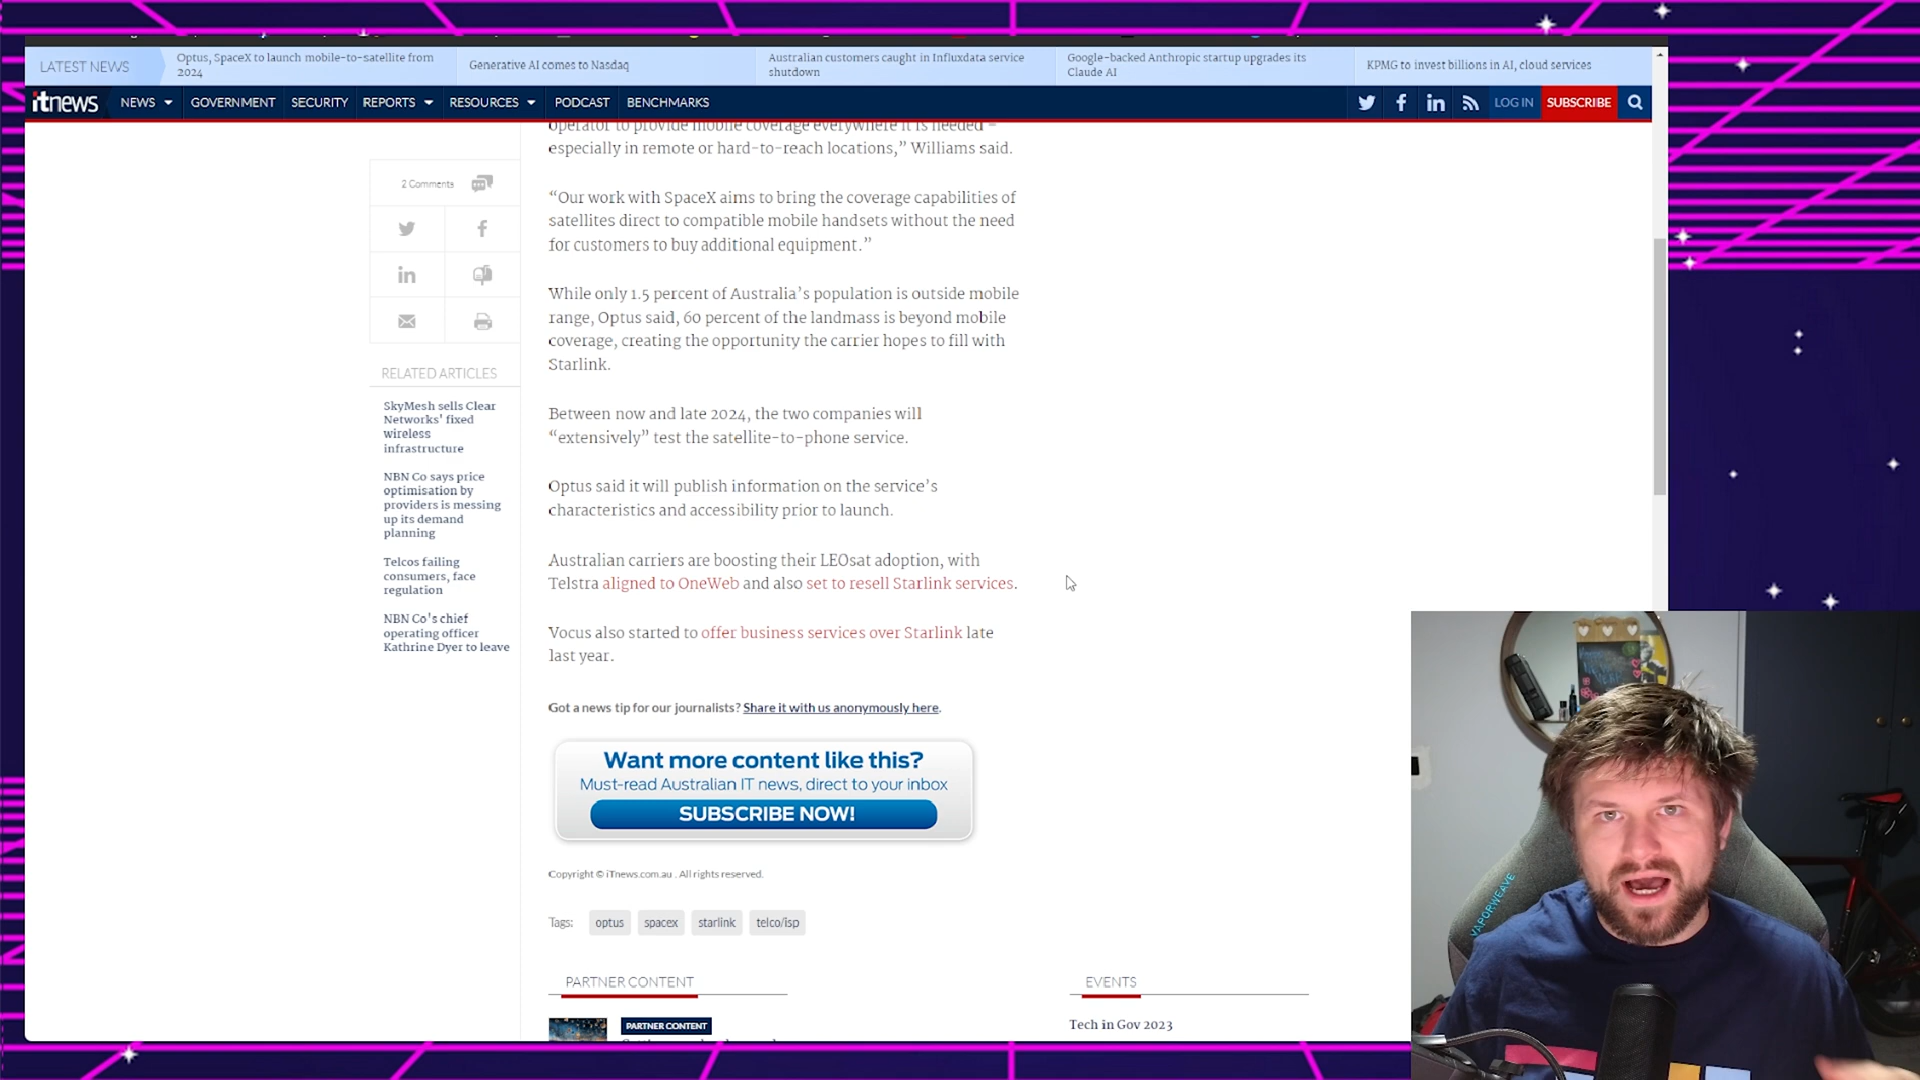 LATEST NEWS
Optus, SpaceX to launch mobile-to-satellite from
2024
Generative AI comes to Nasdaq
Australian customers caught in Influxdata service
shutdown
Google-backed Anthropic startup upgrades its
Claude AI
KPMG to invest billions in AI, cloud services
itnews
NEWS
GOVERNMENT
SECURITY
REPORTS
RESOURCES
PODCAST
BENCHMARKS
LOG IN
SUBSCRIBE
operator to provide mobile coverage everywhere it is needed –
especially in remote or hard-to-reach locations,” Williams said.
“Our work with SpaceX aims to bring the coverage capabilities of
satellites direct to compatible mobile handsets without the need
for customers to buy additional equipment.”
While only 1.5 percent of Australia’s population is outside mobile
range, Optus said, 60 percent of the landmass is beyond mobile
coverage, creating the opportunity the carrier hopes to fill with
Starlink.
Between now and late 2024, the two companies will
“extensively” test the satellite-to-phone service.
Optus said it will publish information on the service’s
characteristics and accessibility prior to launch.
Australian carriers are boosting their LEOsat adoption, with
Telstra aligned to OneWeb and also set to resell Starlink services.
Vocus also started to offer business services over Starlink late
last year.
Got a news tip for our journalists? Share it with us anonymously here.
Want more content like this?
Must-read Australian IT news, direct to your inbox
SUBSCRIBE NOW!
Copyright © iTnews.com.au . All rights reserved.
Tags:
optus
spacex
starlink
telco/isp
2 Comments
RELATED ARTICLES
SkyMesh sells Clear
Networks' fixed
wireless
infrastructure
NBN Co says price
optimisation by
providers is messing
up its demand
planning
Telcos failing
consumers, face
regulation
NBN Co's chief
operating officer
Kathrine Dyer to leave
PARTNER CONTENT
PARTNER CONTENT
EVENTS
Tech in Gov 2023
VAPORWEAVE